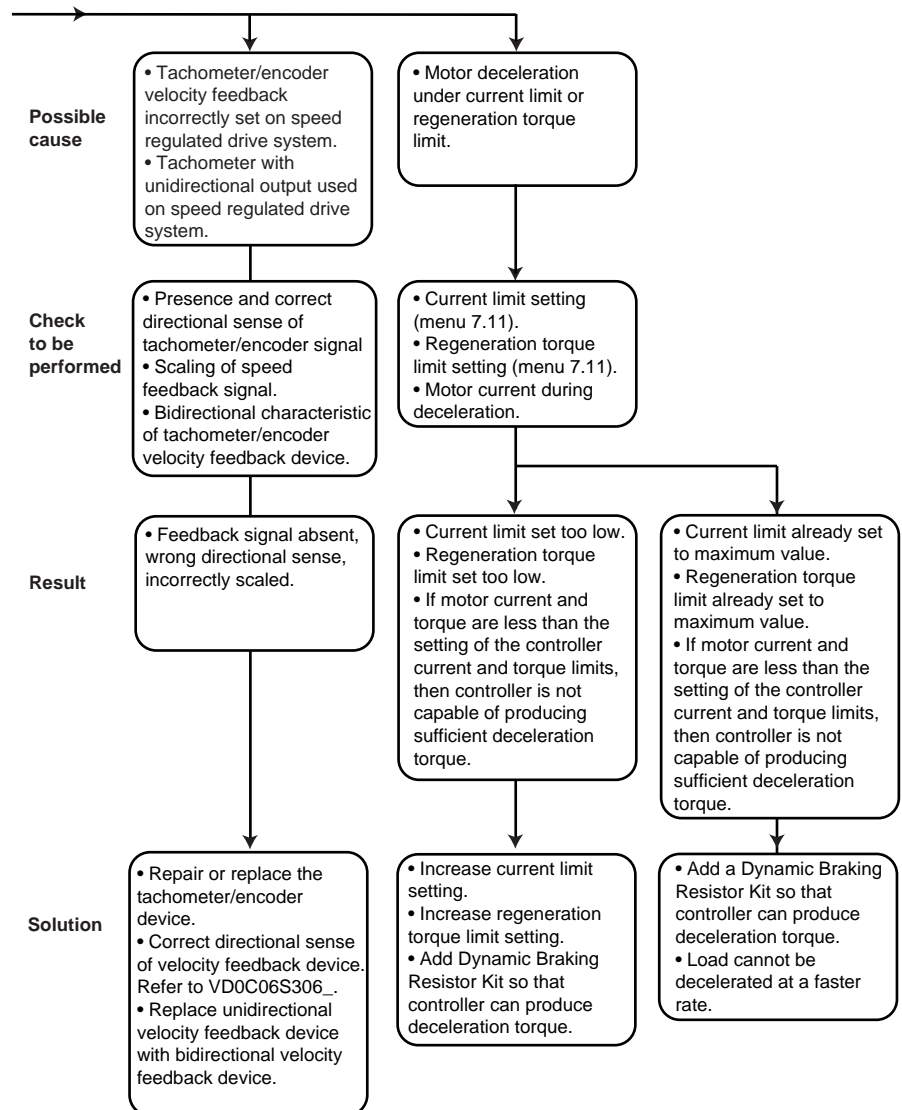 Possible
cause
• Tachometer/encoder
velocity feedback
incorrectly set on speed
regulated drive system.
• Tachometer with
unidirectional output used
on speed regulated drive
system.
• Motor deceleration
under current limit or
regeneration torque
limit.
Check
to be
performed
• Presence and correct
directional sense of
tachometer/encoder signal
• Scaling of speed
feedback signal.
• Bidirectional characteristic
of tachometer/encoder
velocity feedback device.
• Current limit setting
(menu 7.11).
• Regeneration torque
limit setting (menu 7.11).
• Motor current during
deceleration.
Result
• Feedback signal absent,
wrong directional sense,
incorrectly scaled.
• Current limit set too low.
• Regeneration torque
limit set too low.
• If motor current and
torque are less than the
setting of the controller
current and torque limits,
then controller is not
capable of producing
sufficient deceleration
torque.
• Current limit already set
to maximum value.
• Regeneration torque
limit already set to
maximum value.
• If motor current and
torque are less than the
setting of the controller
current and torque limits,
then controller is not
capable of producing
sufficient deceleration
torque.
Solution
• Repair or replace the
tachometer/encoder
device.
• Correct directional sense
of velocity feedback device.
Refer to VD0C06S306_.
• Replace unidirectional
velocity feedback device
with bidirectional velocity
feedback device.
• Increase current limit
setting.
• Increase regeneration
torque limit setting.
• Add Dynamic Braking
Resistor Kit so that
controller can produce
deceleration torque.
• Add a Dynamic Braking
Resistor Kit so that
controller can produce
deceleration torque.
• Load cannot be
decelerated at a faster
rate.